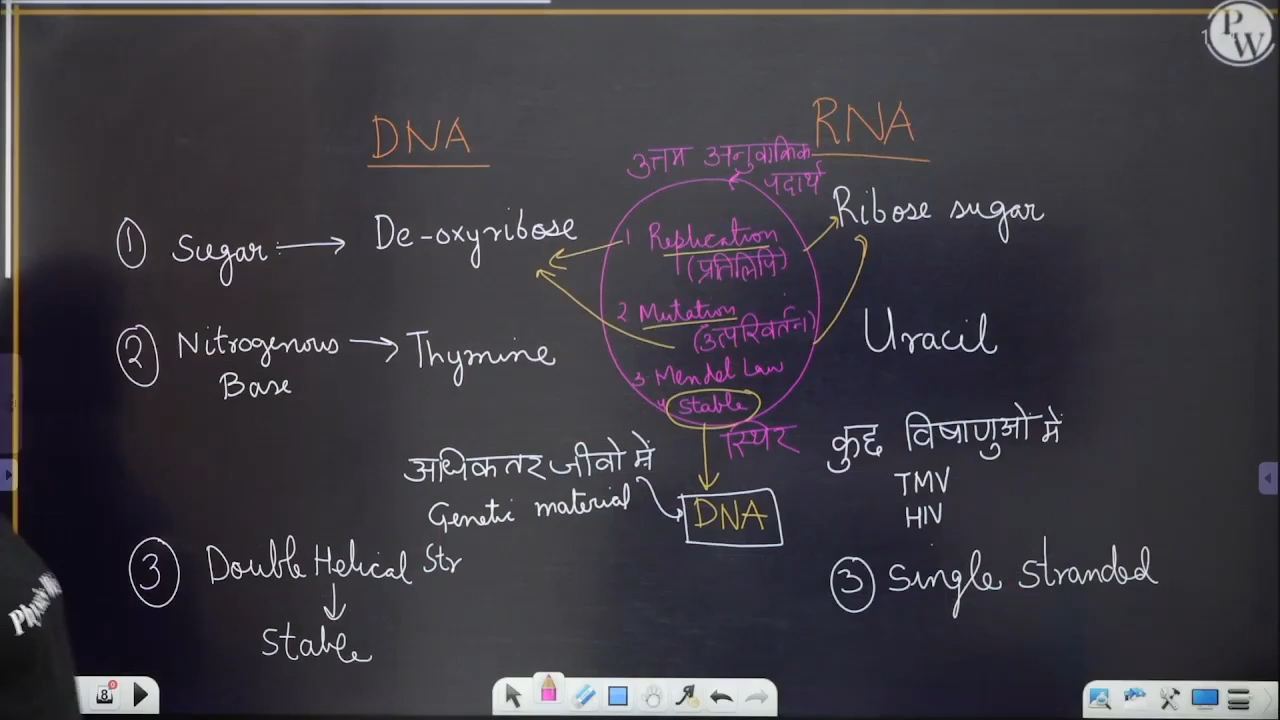 PW
DNA
RNA
उत्तम अनुवांशिक
पदार्थ
① Sugar → De-oxyribose
Ribose sugar
1 Replication
(प्रतिलिपि)
② Nitrogenous → Thymine
Base
Uracil
2 Mutation
(उत्परिवर्तन)
3. Mendel Law
4 Stable
स्थिर
अधिकतर जीवो में
Genetic material
DNA
कुछ विषाणुओं में
TMV
HIV
③ Double Helical Str
↓
Stable
③ Single Stranded
8